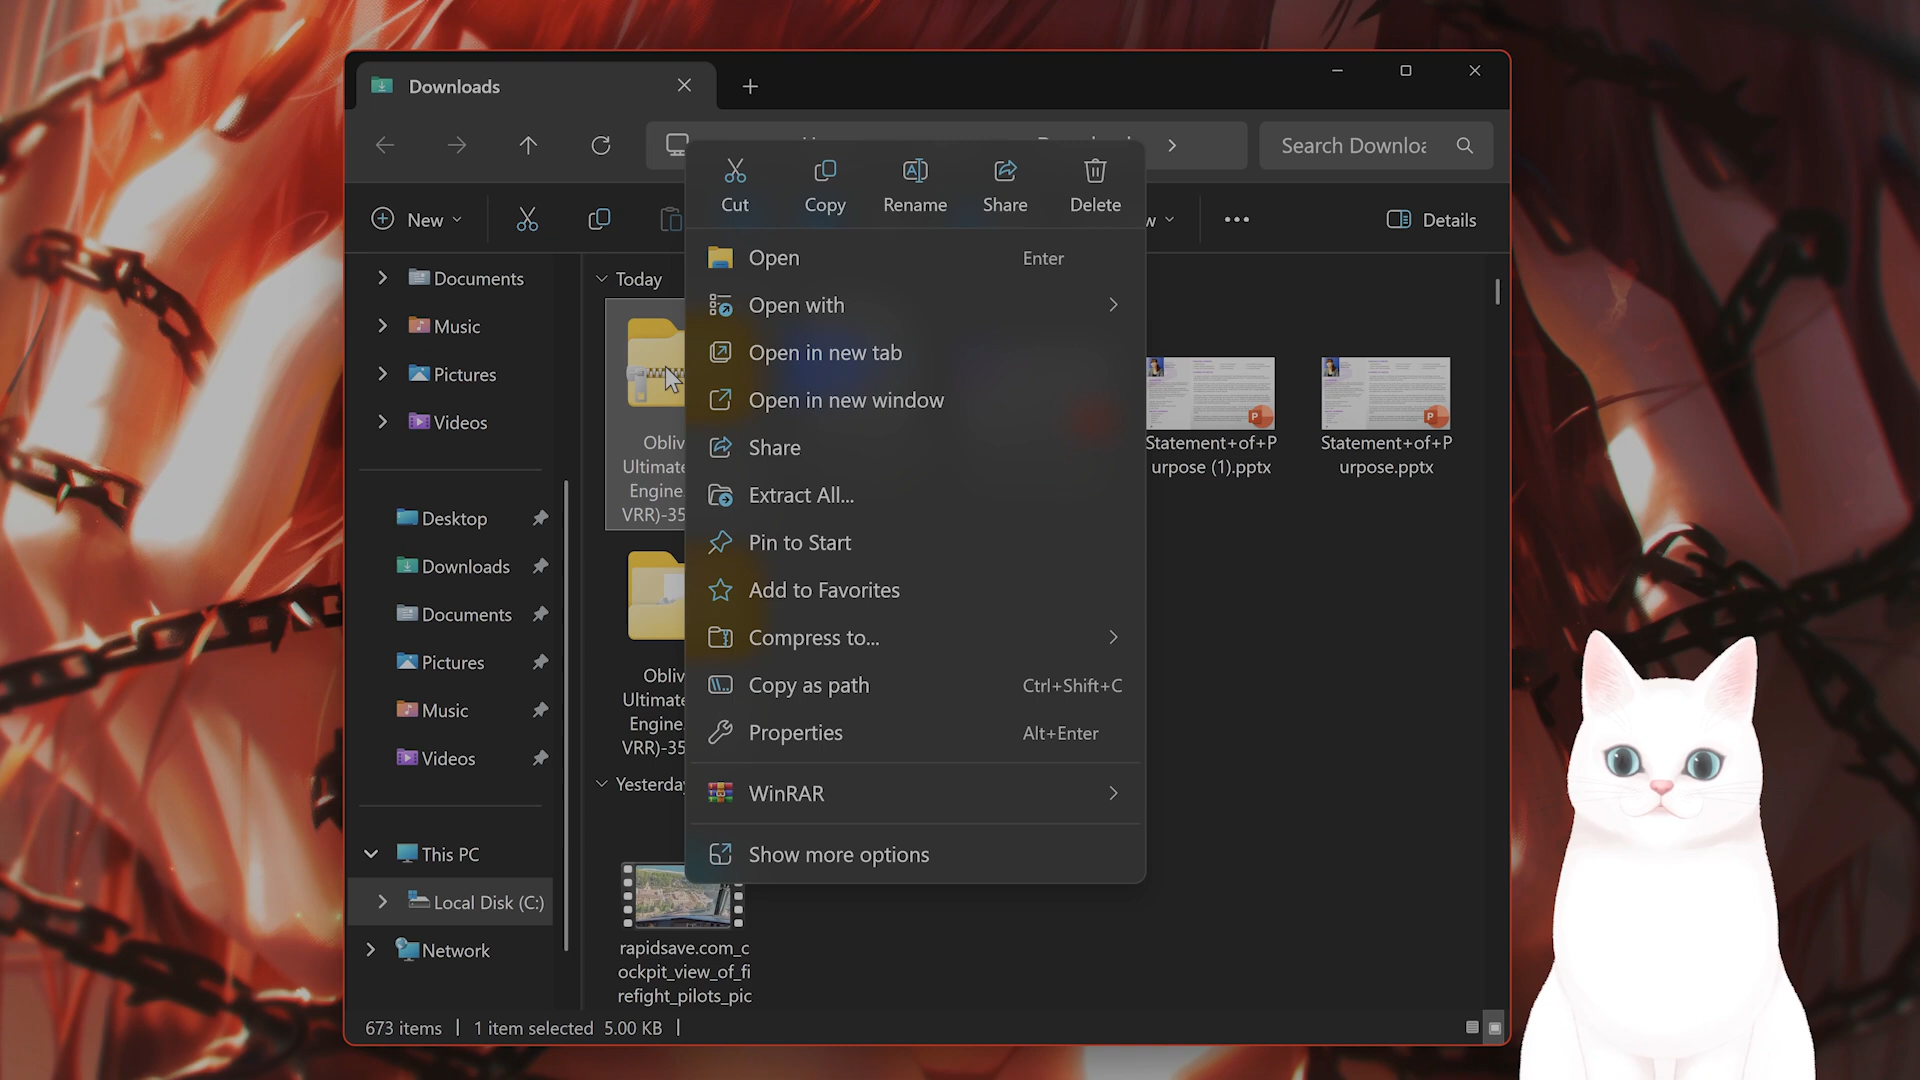 Downloads
Search Downloa
Cut
Copy
Rename
Share
Delete
New
Details
Documents
Music
Pictures
Videos
Desktop
Downloads
Documents
Pictures
Music
Videos
This PC
Local Disk (C:)
Network
Today
Obliv
Ultimate
Engine
VRR)-35
Obliv
Ultimate
Engine
VRR)-35
Yesterday
rapidsave.com_c
ockpit_view_of_fi
refight_pilots_pic
Open Enter
Open with
Open in new tab
Open in new window
Share
Extract All...
Pin to Start
Add to Favorites
Compress to...
Copy as path Ctrl+Shift+C
Properties Alt+Enter
WinRAR
Show more options
Statement+of+P
urpose (1).pptx
Statement+of+P
urpose.pptx
673 items
1 item selected 5.00 KB